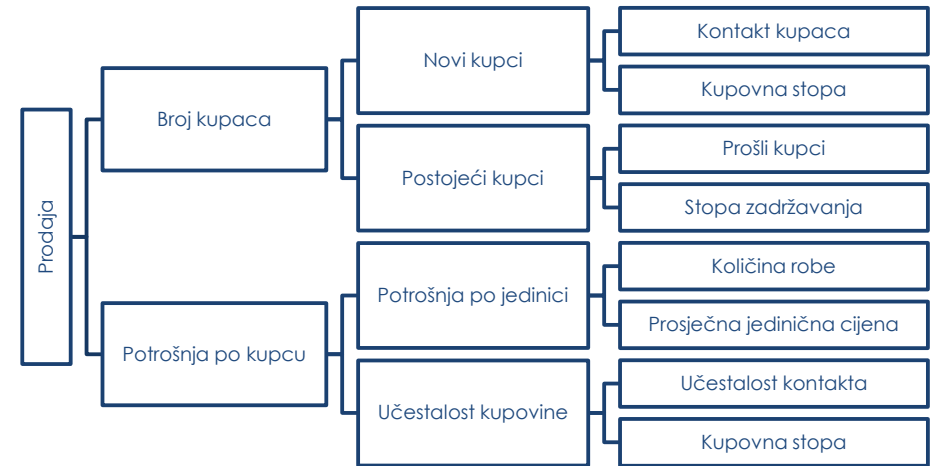 Prodaja
Broj kupaca
Novi kupci
Kontakt kupaca
Kupovna stopa
Postojeći kupci
Prošli kupci
Stopa zadržavanja
Potrošnja po kupcu
Potrošnja po jedinici
Količina robe
Prosječna jedinična cijena
Učestalost kupovine
Učestalost kontakta
Kupovna stopa